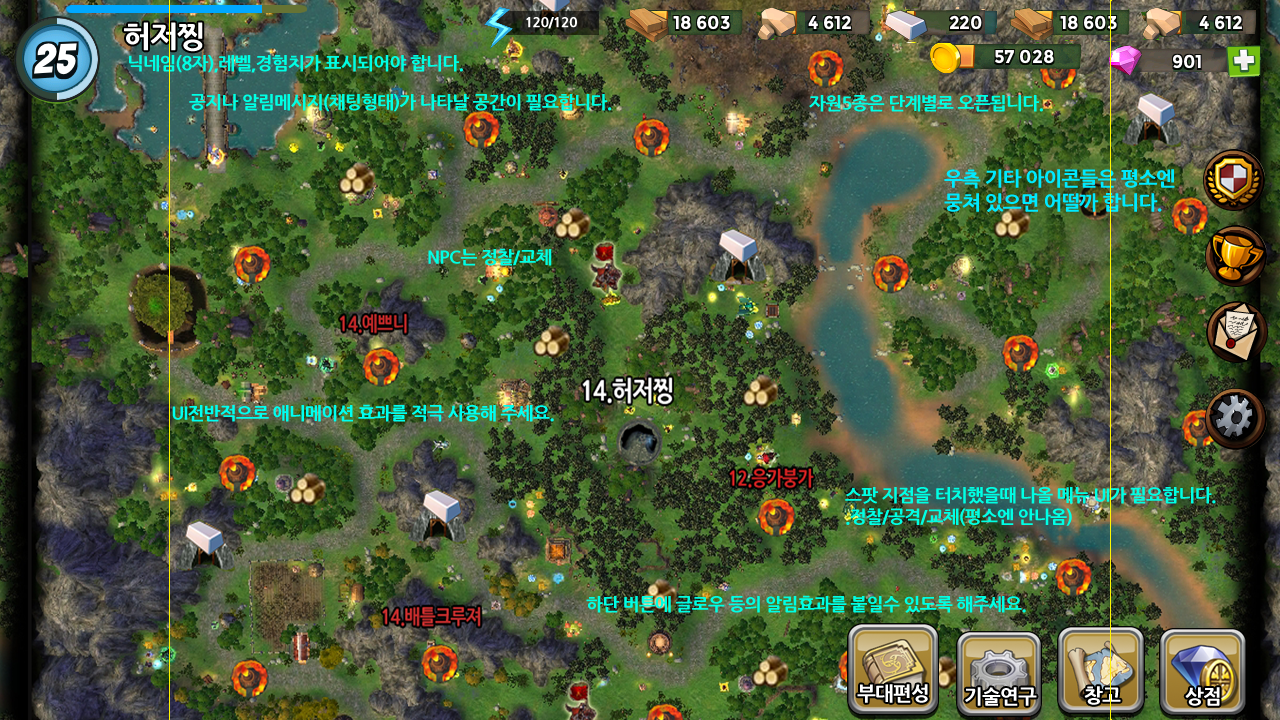 25
허저찡
120/120
18 603
4 612
220
18 603
4 612
57 028
901
닉네임(8자),레벨,경험치가 표시되어야 합니다.
공지나 알림메시지(채팅형태)가 나타날 공간이 필요합니다.
자원5종은 단계별로 오픈됩니다.
우측 기타 아이콘들은 평소엔
뭉쳐 있으면 어떨까 합니다.
NPC는 정찰/교체
14.예쁘니
14.허저찡
UI전반적으로 애니메이션 효과를 적극 사용해 주세요.
12.응가붕가
스팟 지점을 터치했을때 나올 메뉴 UI가 필요합니다.
.정찰/공격/교체(평소엔 안나옴)
하단 버튼에 글로우 등의 알림효과를 붙일수 있도록 해주세요.
14.배틀크루저
부대편성
기술연구
창고
상점